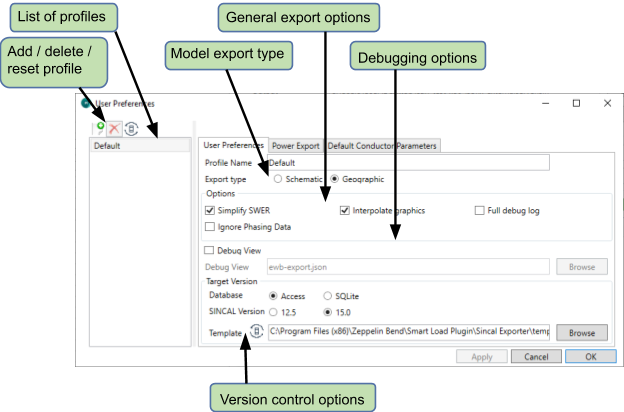 List of profiles
General export options
Add / delete /
reset profile
Model export type
Debugging options
User Preferences
Default
User Preferences Power Export Default Conductor Parameters
Profile Name Default
Export type Schematic Geographic
Options
Simplify SWER Interpolate graphics Full debug log
Ignore Phasing Data
Debug View
Debug View ewb-export.json Browse
Target Version
Database Access SQLite
SINCAL Version 12.5 15.0
Template C:\Program Files (x86)\Zeppelin Bend\Smart Load Plugin\Sincal Exporter\temp Browse
Apply Cancel OK
Version control options